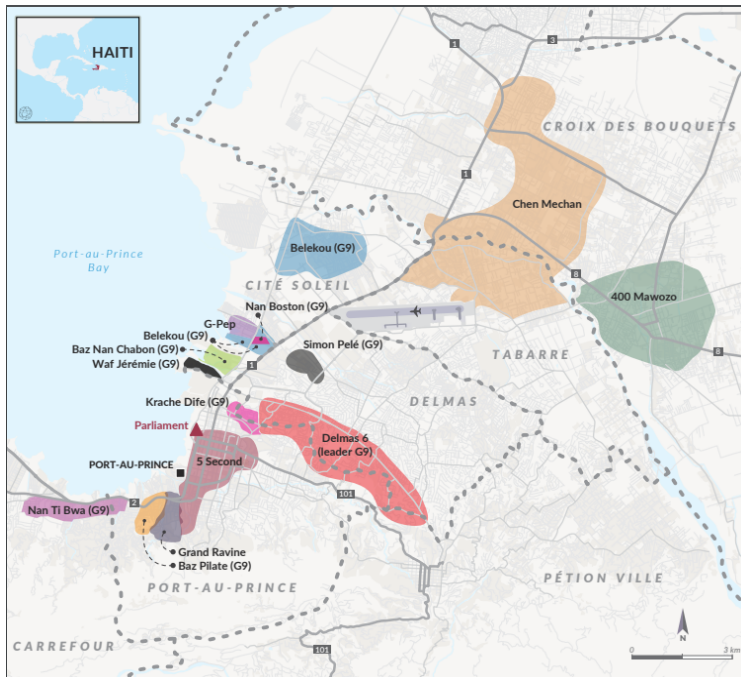 HAITI
1
3
CROIX DES BOUQUETS
1
Chen Mechan
Port-au-Prince
Bay
Belekou (G9)
8
CITÉ SOLEIL
400 Mawozo
Nan Boston (G9)
G-Pep
Belekou (G9)
Baz Nan Chabon (G9)
Waf Jérémie (G9)
1
Simon Pelé (G9)
TABARRE
8
Krache Dife (G9)
DELMAS
Parliament
Delmas 6
(leader G9)
5 Second
PORT-AU-PRINCE
101
2
Nan Ti Bwa (G9)
Grand Ravine
Baz Pilate (G9)
PORT-AU-PRINCE
PÉTION VILLE
N
CARREFOUR
101
0 3 km